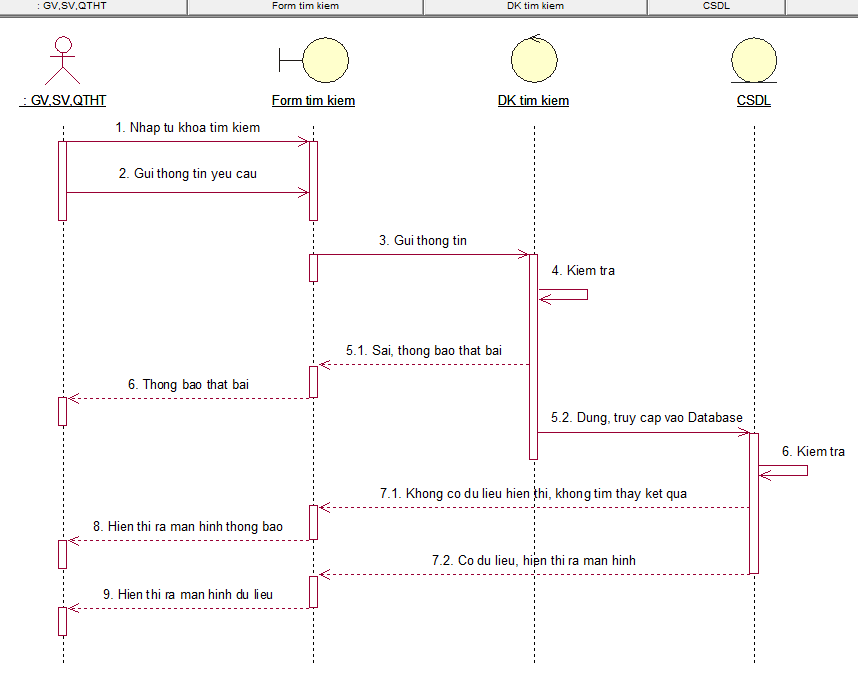 : GV,SV,QTHT
Form tim kiem
DK tim kiem
CSDL
: GV,SV,QTHT
Form tim kiem
DK tim kiem
CSDL
1. Nhap tu khoa tim kiem
2. Gui thong tin yeu cau
3. Gui thong tin
4. Kiem tra
5.1. Sai, thong bao that bai
6. Thong bao that bai
5.2. Dung, truy cap vao Database
6. Kiem tra
7.1. Khong co du lieu hien thi, khong tim thay ket qua
8. Hien thi ra man hinh thong bao
7.2. Co du lieu, hien thi ra man hinh
9. Hien thi ra man hinh du lieu